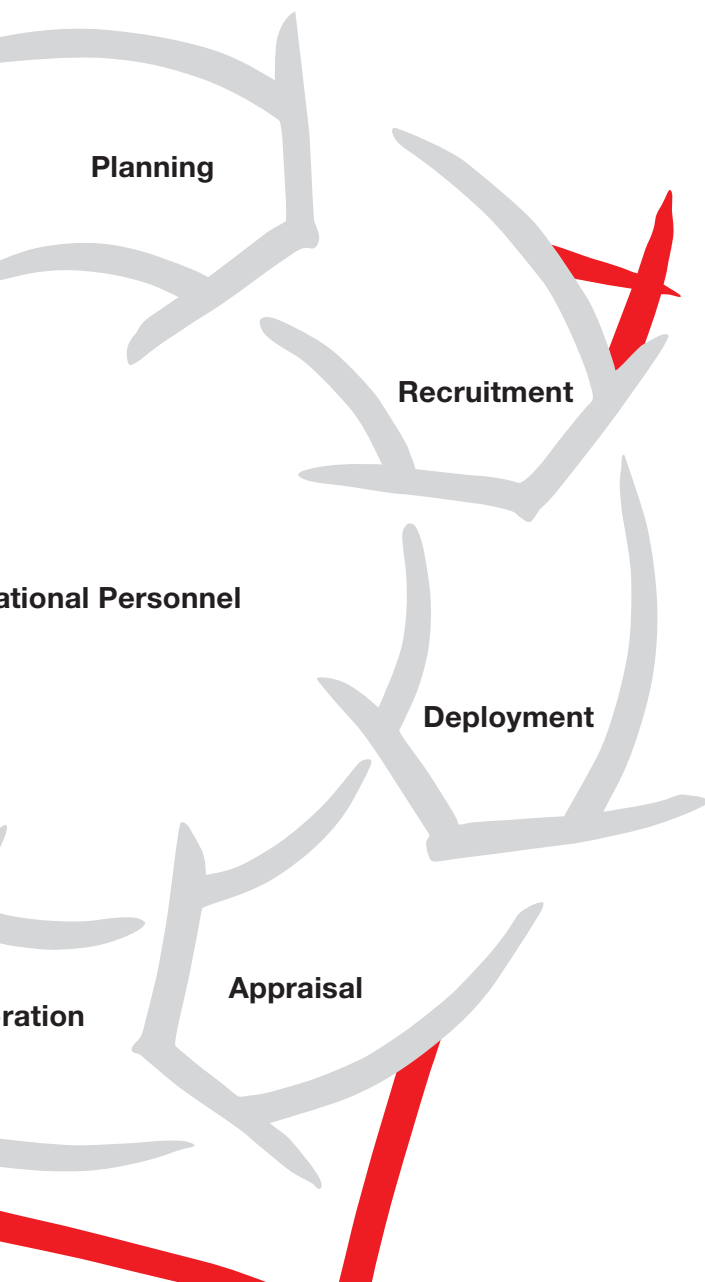 Planning
Recruitment
ational Personnel
Deployment
Appraisal
ration